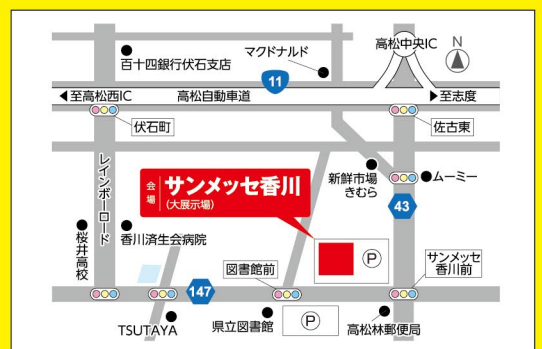 高松中央IC
N
マクドナルド
百十四銀行伏石支店
11
◀至高松西IC
高松自動車道
▶至志度
伏石町
佐古東
レインボーロード
新鮮市場
きむら
ムーミー
会場
サンメッセ香川
(大展示場)
43
桜井高校
香川済生会病院
P
図書館前
サンメッセ
香川前
147
TSUTAYA
県立図書館
P
高松林郵便局